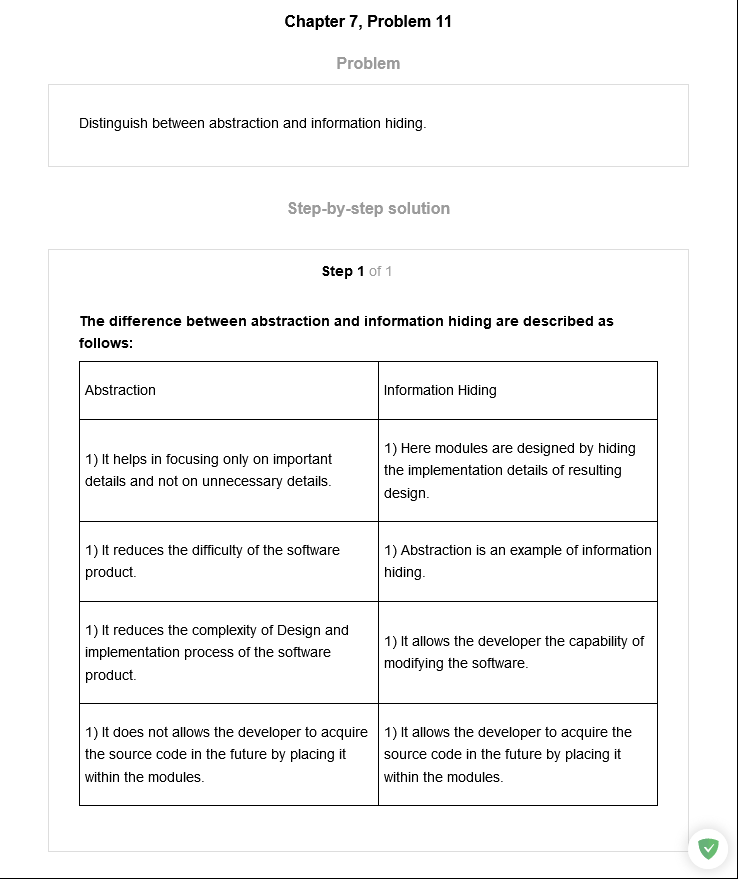 Chapter 7, Problem 11
Problem
Distinguish between abstraction and information hiding.
Step-by-step solution
Step 1 of 1
The difference between abstraction and information hiding are described as
follows:
Abstraction
Information Hiding
1) It helps in focusing only on important
details and not on unnecessary details.
1) Here modules are designed by hiding
the implementation details of resulting
design.
1) It reduces the difficulty of the software
product.
1) Abstraction is an example of information
hiding.
1) It reduces the complexity of Design and
implementation process of the software
product.
1) It allows the developer the capability of
modifying the software.
1) It does not allows the developer to acquire
the source code in the future by placing it
within the modules.
1) It allows the developer to acquire the
source code in the future by placing it
within the modules.